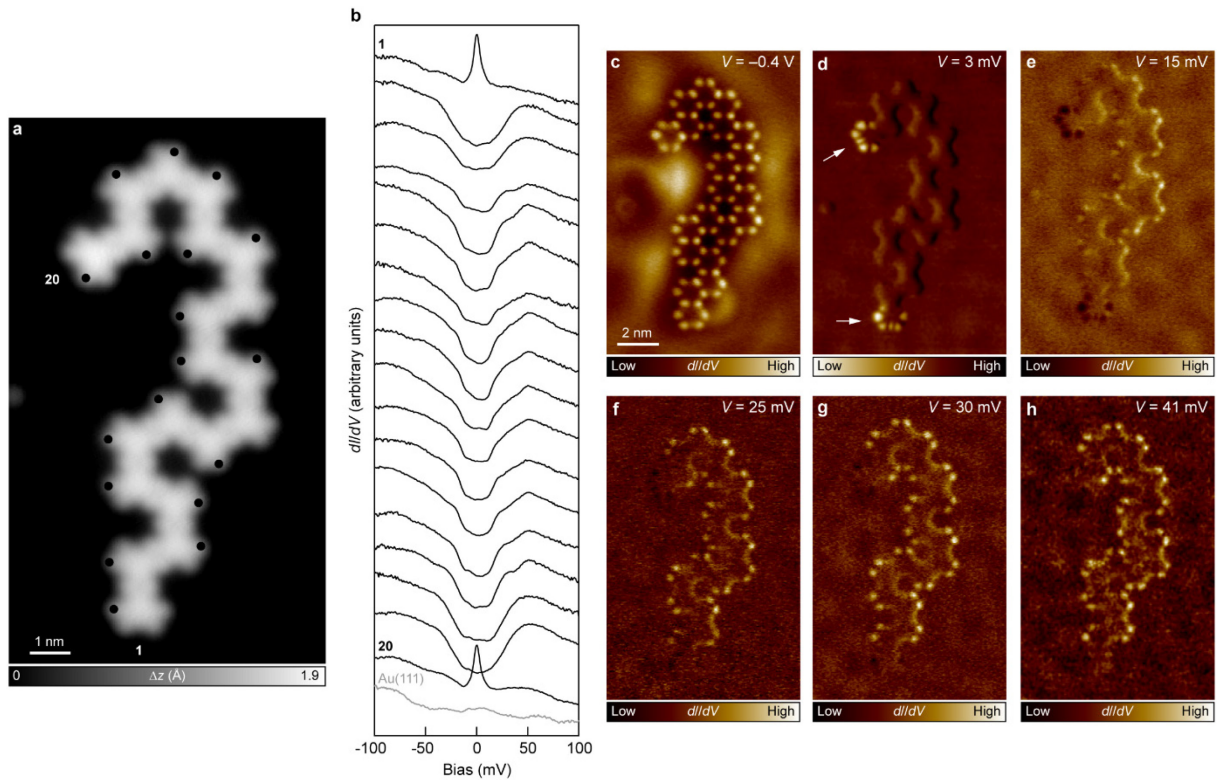 a
20
1
1 nm
0
Δz (Å)
1.9
b
dI/dV (arbitrary units)
1
20
Au(111)
-100
-50
0
50
100
Bias (mV)
c
V = –0.4 V
2 nm
Low
dI/dV
High
d
V = 3 mV
Low
dI/dV
High
e
V = 15 mV
Low
dI/dV
High
f
V = 25 mV
Low
dI/dV
High
g
V = 30 mV
Low
dI/dV
High
h
V = 41 mV
Low
dI/dV
High